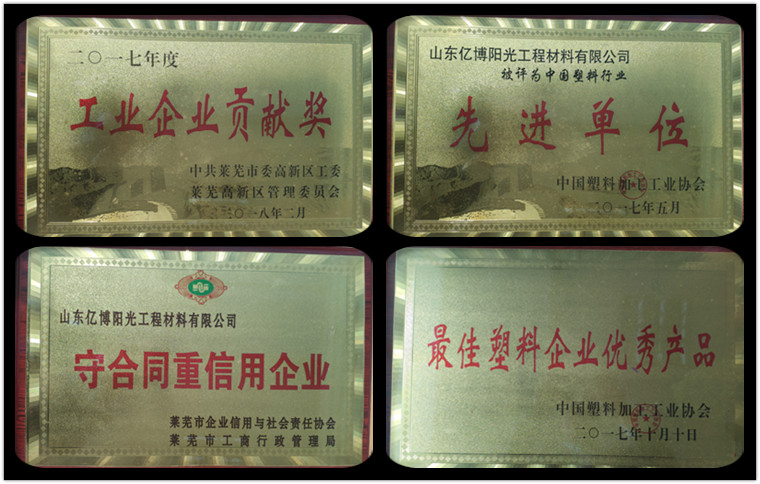 二〇一七年度
工业企业贡献奖
中共莱芜市委高新区工委
莱芜高新区管理委员会
二〇一八年二月
山东亿博阳光工程材料有限公司
被评为中国塑料行业
先进单位
中国塑料加工工业协会
二〇一七年五月
山东亿博阳光工程材料有限公司
守合同重信用企业
莱芜市企业信用与社会责任协会
莱芜市工商行政管理局
最佳塑料企业优秀产品
中国塑料加工工业协会
二〇一七年十月十日